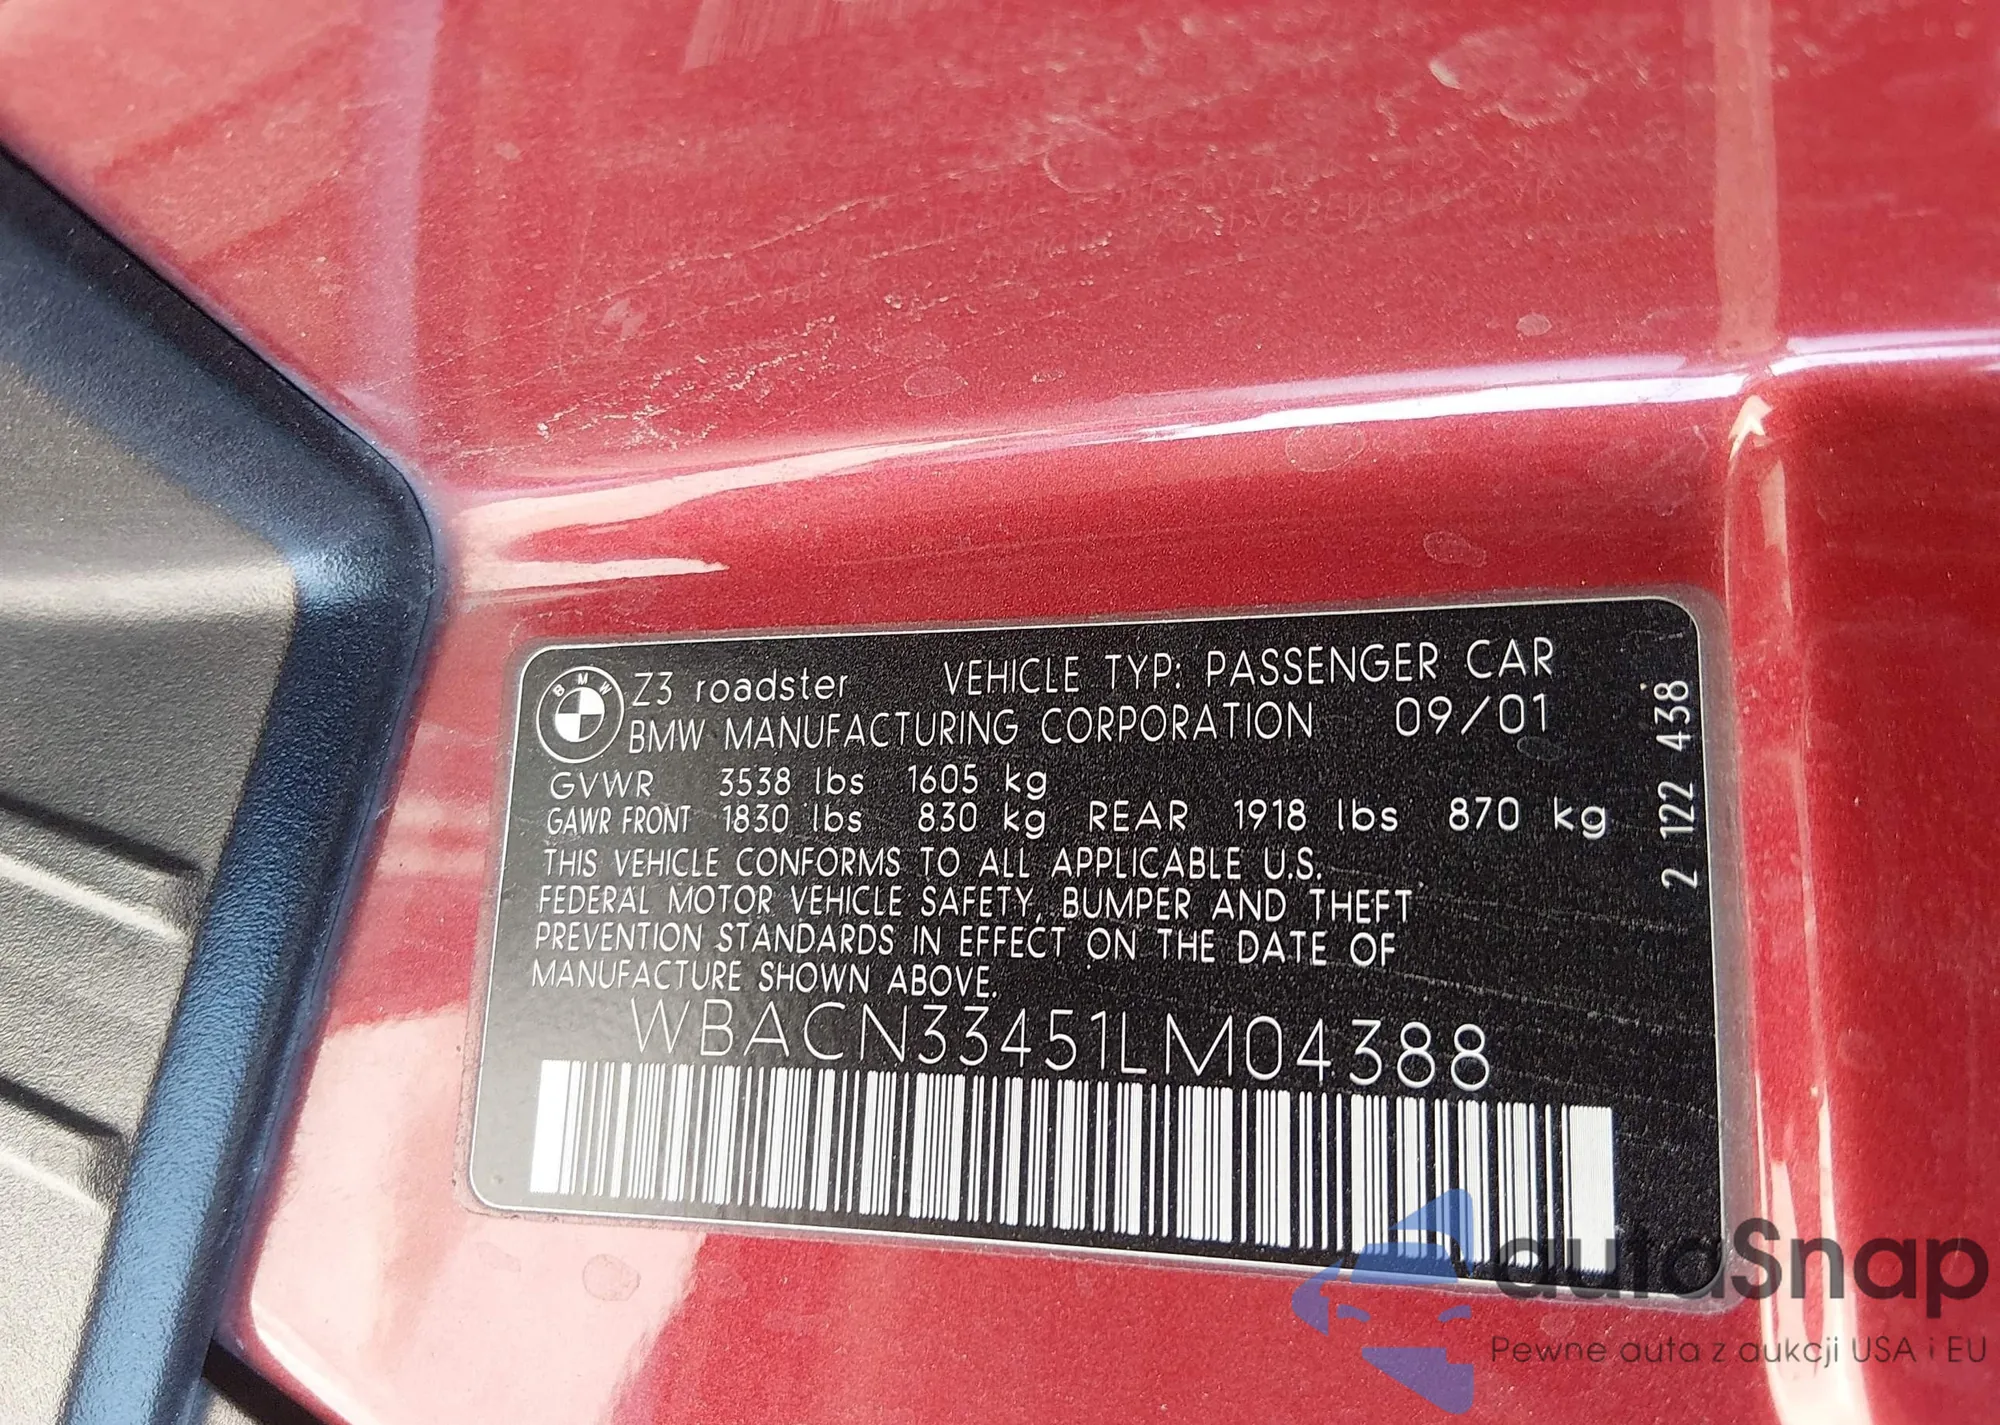 BMW
Z3 roadster VEHICLE TYP: PASSENGER CAR
BMW MANUFACTURING CORPORATION 09/01
GVWR 3538 lbs 1605 kg
GAWR FRONT 1830 lbs 830 kg REAR 1918 lbs 870 kg
THIS VEHICLE CONFORMS TO ALL APPLICABLE U.S.
FEDERAL MOTOR VEHICLE SAFETY, BUMPER AND THEFT
PREVENTION STANDARDS IN EFFECT ON THE DATE OF
MANUFACTURE SHOWN ABOVE.
WBACN33451LM04388
2 122 438
autoSnap
Pewne auta z aukcji USA i EU